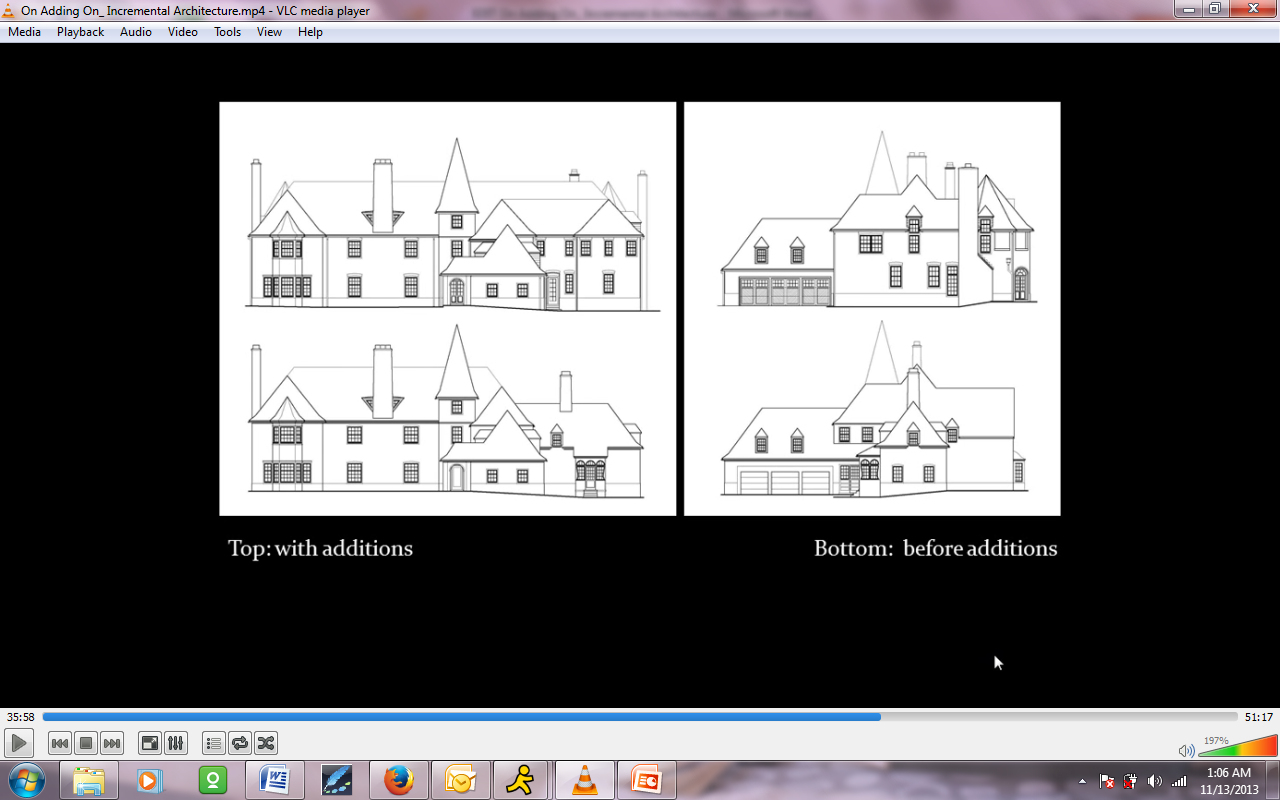 On Adding On_ Incremental Architecture.mp4 - VLC media player
Media Playback Audio Video Tools View Help
Top: with additions
Bottom: before additions
35:58
51:17
197%
1:06 AM
11/13/2013